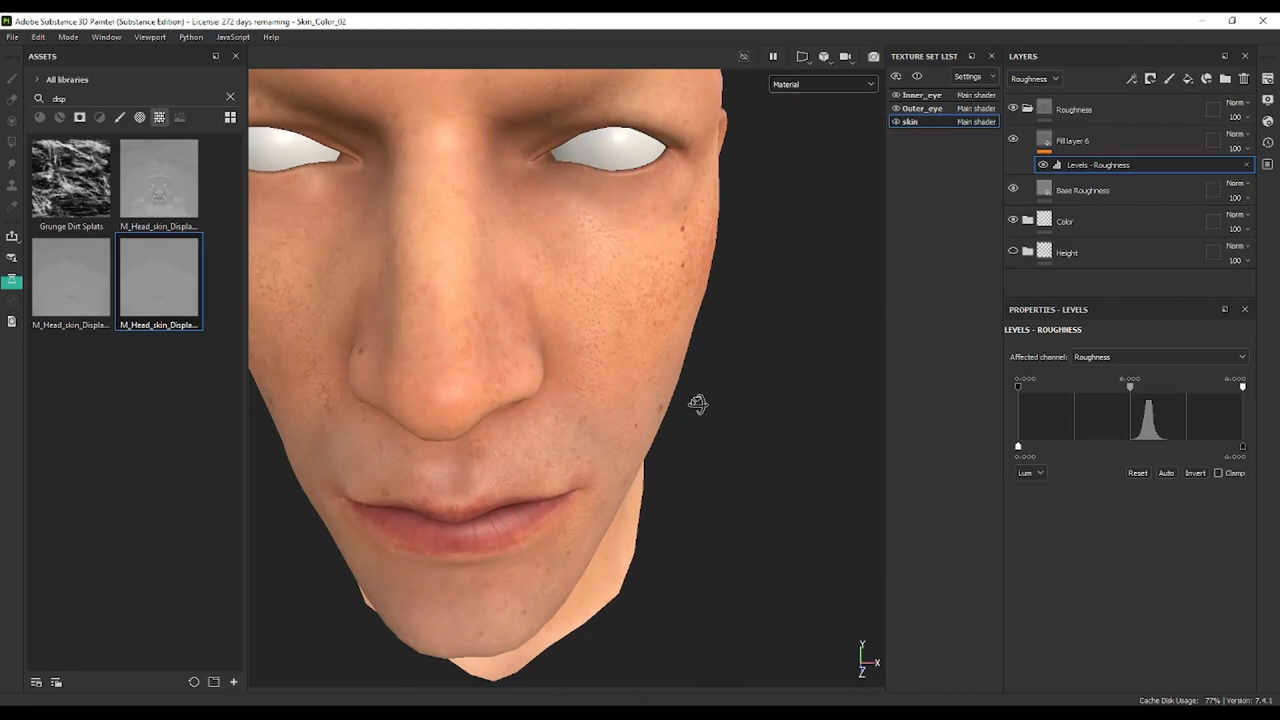 Adobe Substance 3D Painter (Substance Edition) - License: 272 days remaining - Skin_Color_02
File Edit Mode Window Viewport Python JavaScript Help
ASSETS
All libraries
disp
Grunge Dirt Splats
M_Head_skin_Displa...
M_Head_skin_Displa...
M_Head_skin_Displa...
Material
TEXTURE SET LIST
Settings
Inner_eye Main shader
Outer_eye Main shader
skin Main shader
LAYERS
Roughness
Roughness Norm
100
Fill layer 6 Norm
100
Levels - Roughness
Base Roughness Norm
100
Color Norm
100
Height Norm
100
PROPERTIES - LEVELS
LEVELS - ROUGHNESS
Affected channel: Roughness
Lum Reset Auto Invert Clamp
Y
X
Z
Cache Disk Usage: 77% | Version: 7.4.1